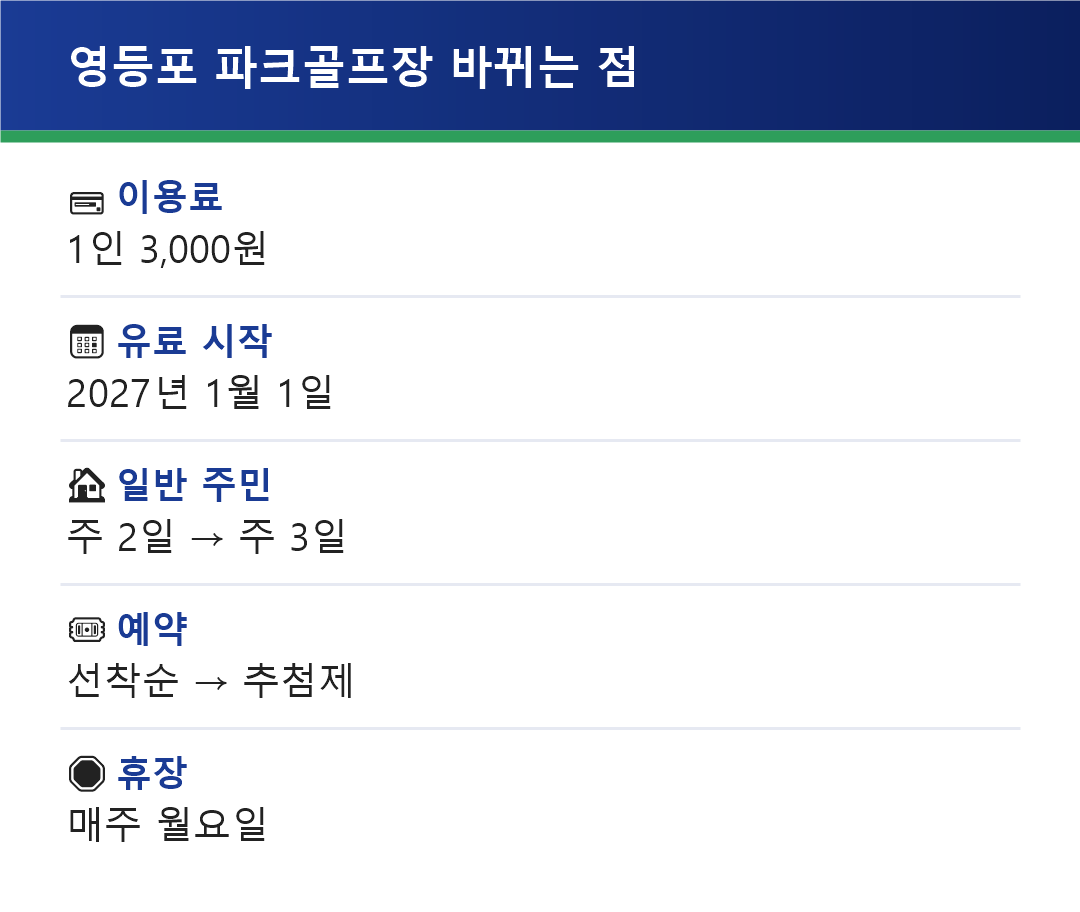 영등포 파크골프장 바뀌는 점
이용료
1인 3,000원
유료 시작
2027년 1월 1일
일반 주민
주 2일 → 주 3일
예약
선착순 → 추첨제
휴장
매주 월요일